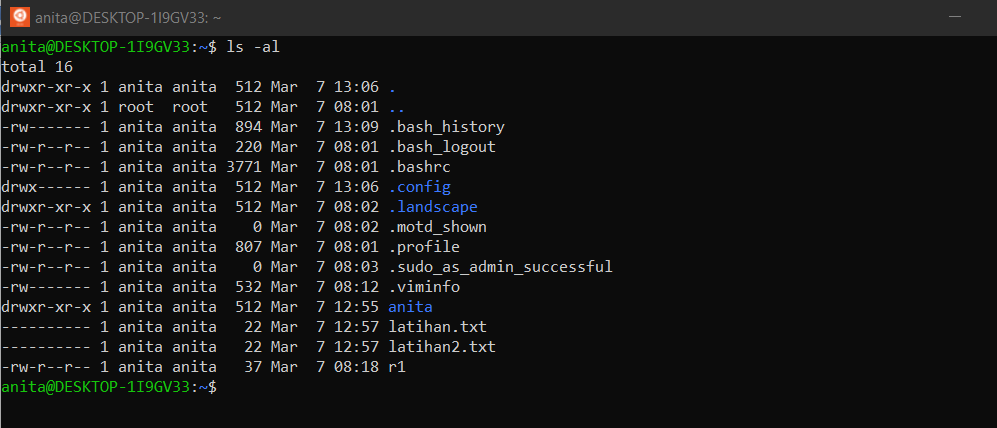 anita@DESKTOP-1I9GV33: ~
anita@DESKTOP-1I9GV33:~$ ls -al
total 16
drwxr-xr-x 1 anita anita  512 Mar  7 13:06 .
drwxr-xr-x 1 root  root   512 Mar  7 08:01 ..
-rw------- 1 anita anita  894 Mar  7 13:09 .bash_history
-rw-r--r-- 1 anita anita  220 Mar  7 08:01 .bash_logout
-rw-r--r-- 1 anita anita 3771 Mar  7 08:01 .bashrc
drwx------ 1 anita anita  512 Mar  7 13:06 .config
drwxr-xr-x 1 anita anita  512 Mar  7 08:02 .landscape
-rw-r--r-- 1 anita anita    0 Mar  7 08:02 .motd_shown
-rw-r--r-- 1 anita anita  807 Mar  7 08:01 .profile
-rw-r--r-- 1 anita anita    0 Mar  7 08:03 .sudo_as_admin_successful
-rw------- 1 anita anita  532 Mar  7 08:12 .viminfo
drwxr-xr-x 1 anita anita  512 Mar  7 12:55 anita
---------- 1 anita anita   22 Mar  7 12:57 latihan.txt
---------- 1 anita anita   22 Mar  7 12:57 latihan2.txt
-rw-r--r-- 1 anita anita   37 Mar  7 08:18 r1
anita@DESKTOP-1I9GV33:~$